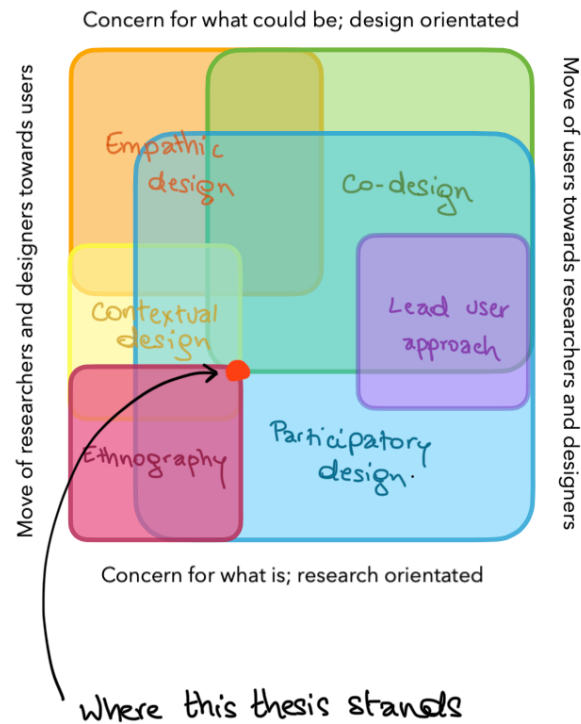 Concern for what could be; design orientated
Move of researchers and designers towards users
Move of users towards researchers and designers
Empathic
design
Co-design
Contextual
design
Lead user
approach
Ethnography
Participatory
design.
Concern for what is; research orientated
Where this thesis stands